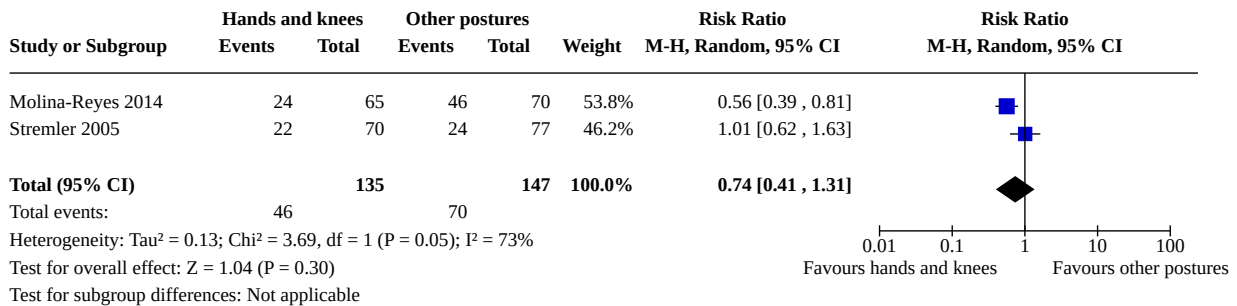 Hands and knees Other postures Risk Ratio Risk Ratio
Study or Subgroup Events Total Events Total Weight M-H, Random, 95% CI M-H, Random, 95% CI
Molina-Reyes 2014 24 65 46 70 53.8% 0.56 [0.39 , 0.81]
Stremler 2005 22 70 24 77 46.2% 1.01 [0.62 , 1.63]
Total (95% CI) 135 147 100.0% 0.74 [0.41 , 1.31]
Total events: 46 70
Heterogeneity: Tau² = 0.13; Chi² = 3.69, df = 1 (P = 0.05); I² = 73%
0.01 0.1 1 10 100
Test for overall effect: Z = 1.04 (P = 0.30)
Favours hands and knees Favours other postures
Test for subgroup differences: Not applicable